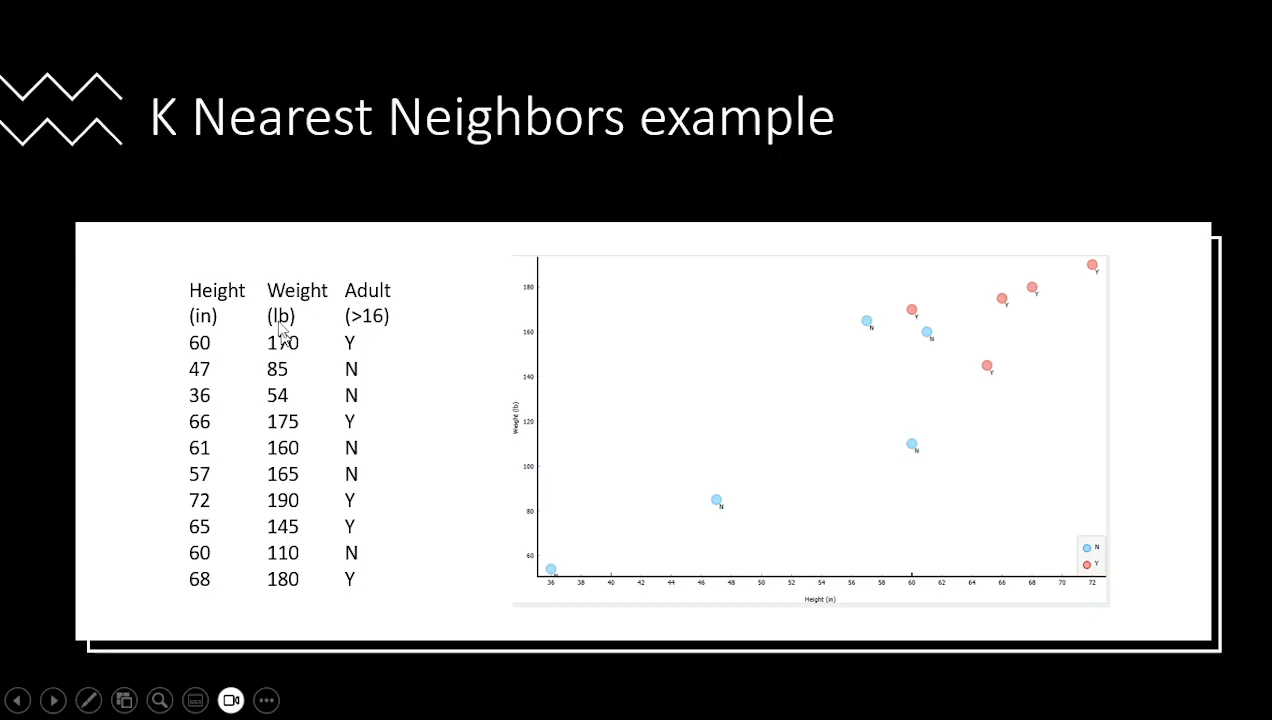 K Nearest Neighbors example
Height Weight Adult
(in) (lb) (>16)
60 170 Y
47 85 N
36 54 N
66 175 Y
61 160 N
57 165 N
72 190 Y
65 145 Y
60 110 N
68 180 Y
180
160
140
120
100
80
60
Weight (lb)
Y
Y
Y
Y
N
N
Y
N
N
N
Y
36 38 40 42 44 46 48 50 52 54 56 58 60 62 64 66 68 70 72
Height (in)